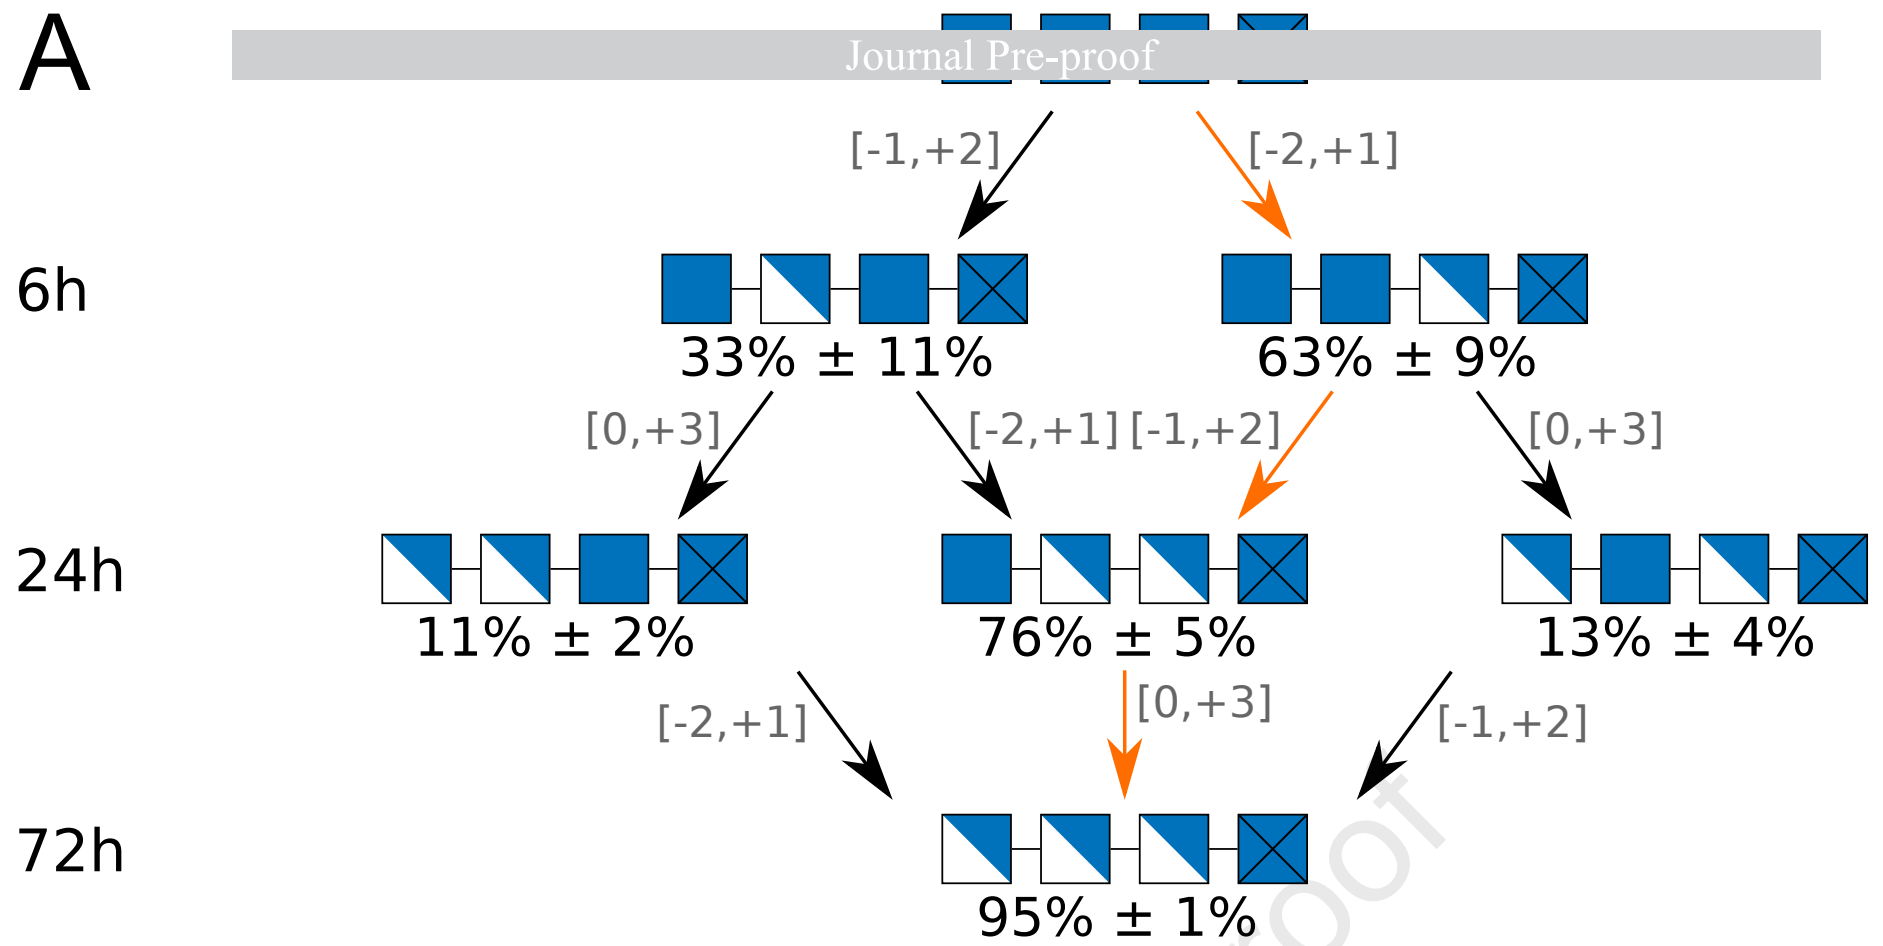 A
Journal Pre-proof
[-1,+2] [-2,+1]
6h
33% ± 11% 63% ± 9%
[0,+3] [-2,+1] [-1,+2] [0,+3]
24h
11% ± 2% 76% ± 5% 13% ± 4%
[-2,+1] [0,+3] [-1,+2]
72h
95% ± 1%
roof